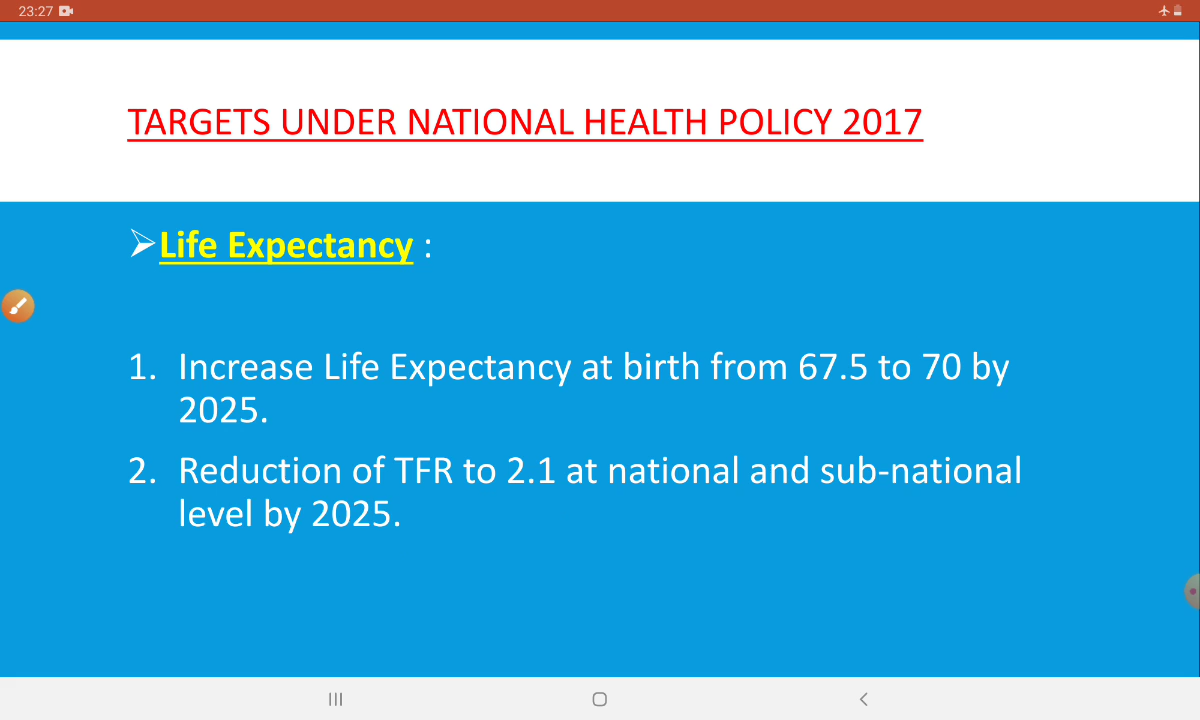 23:27
TARGETS UNDER NATIONAL HEALTH POLICY 2017
➢Life Expectancy :
1. Increase Life Expectancy at birth from 67.5 to 70 by
2025.
2. Reduction of TFR to 2.1 at national and sub-national
level by 2025.